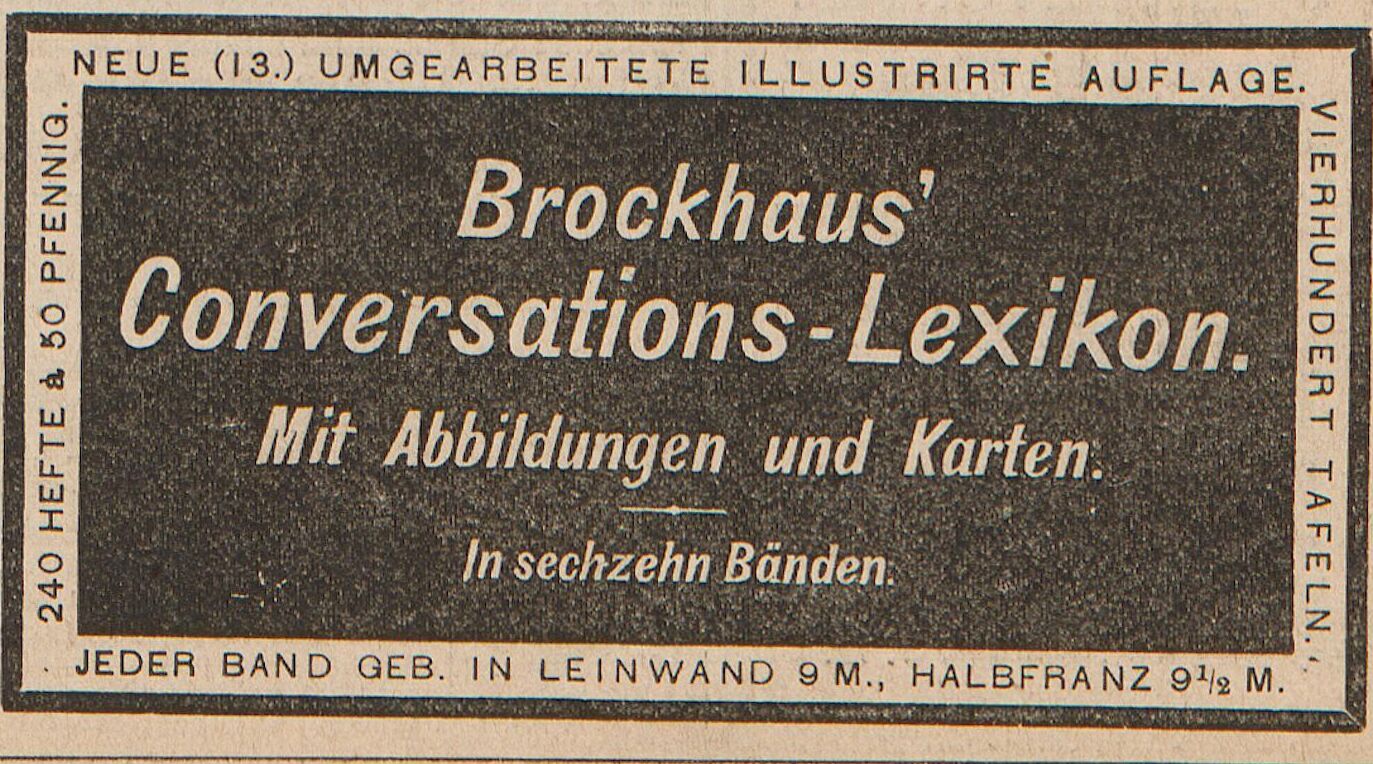 NEUE (13.) UMGEARBEITETE ILLUSTRIRTE AUFLAGE.
240 HEFTE à 50 PFENNIG.
Brockhaus'
Conversations-Lexikon.
Mit Abbildungen und Karten.
In sechzehn Bänden.
VIERHUNDERT TAFELN.
JEDER BAND GEB. IN LEINWAND 9 M., HALBFRANZ 9½ M.